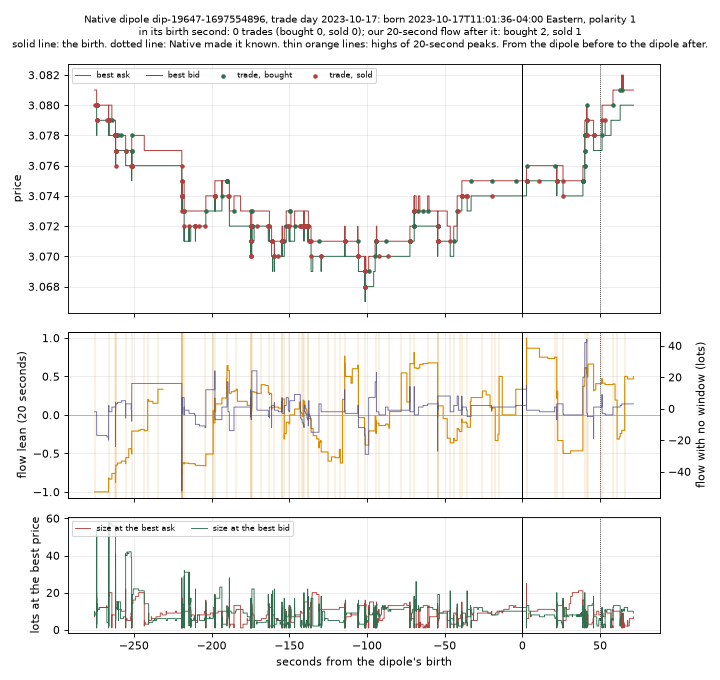 Native dipole dip-19647-1697554896, trade day 2023-10-17: born 2023-10-17T11:01:36-04:00 Eastern, polarity 1
in its birth second: 0 trades (bought 0, sold 0); our 20-second flow after it: bought 2, sold 1
solid line: the birth. dotted line: Native made it known. thin orange lines: highs of 20-second peaks. From the dipole before to the dipole after.
best ask
best bid
trade, bought
trade, sold
3.082
3.080
3.078
3.076
3.074
3.072
3.070
3.068
price
1.0
0.5
0.0
−0.5
−1.0
flow lean (20 seconds)
40
20
0
−20
−40
flow with no window (lots)
size at the best ask
size at the best bid
60
40
20
0
lots at the best price
−250
−200
−150
−100
−50
0
50
seconds from the dipole's birth